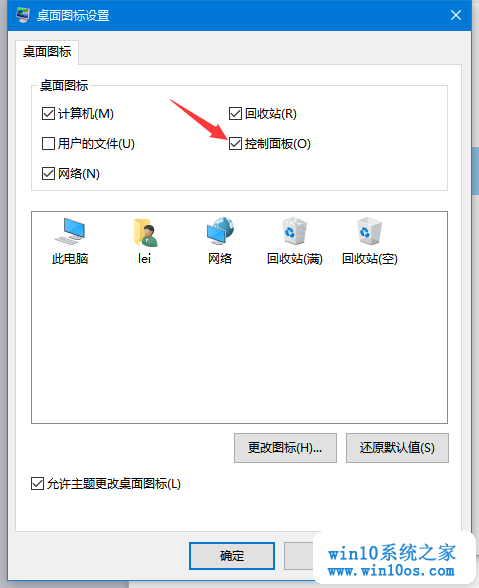 桌面图标设置
桌面图标
桌面图标
计算机(M)
回收站(R)
用户的文件(U)
控制面板(O)
网络(N)
此电脑
lei
网络
回收站(满)
回收站(空)
更改图标(H)...
还原默认值(S)
允许主题更改桌面图标(L)
确定
win10系统之家
www.win10os.com